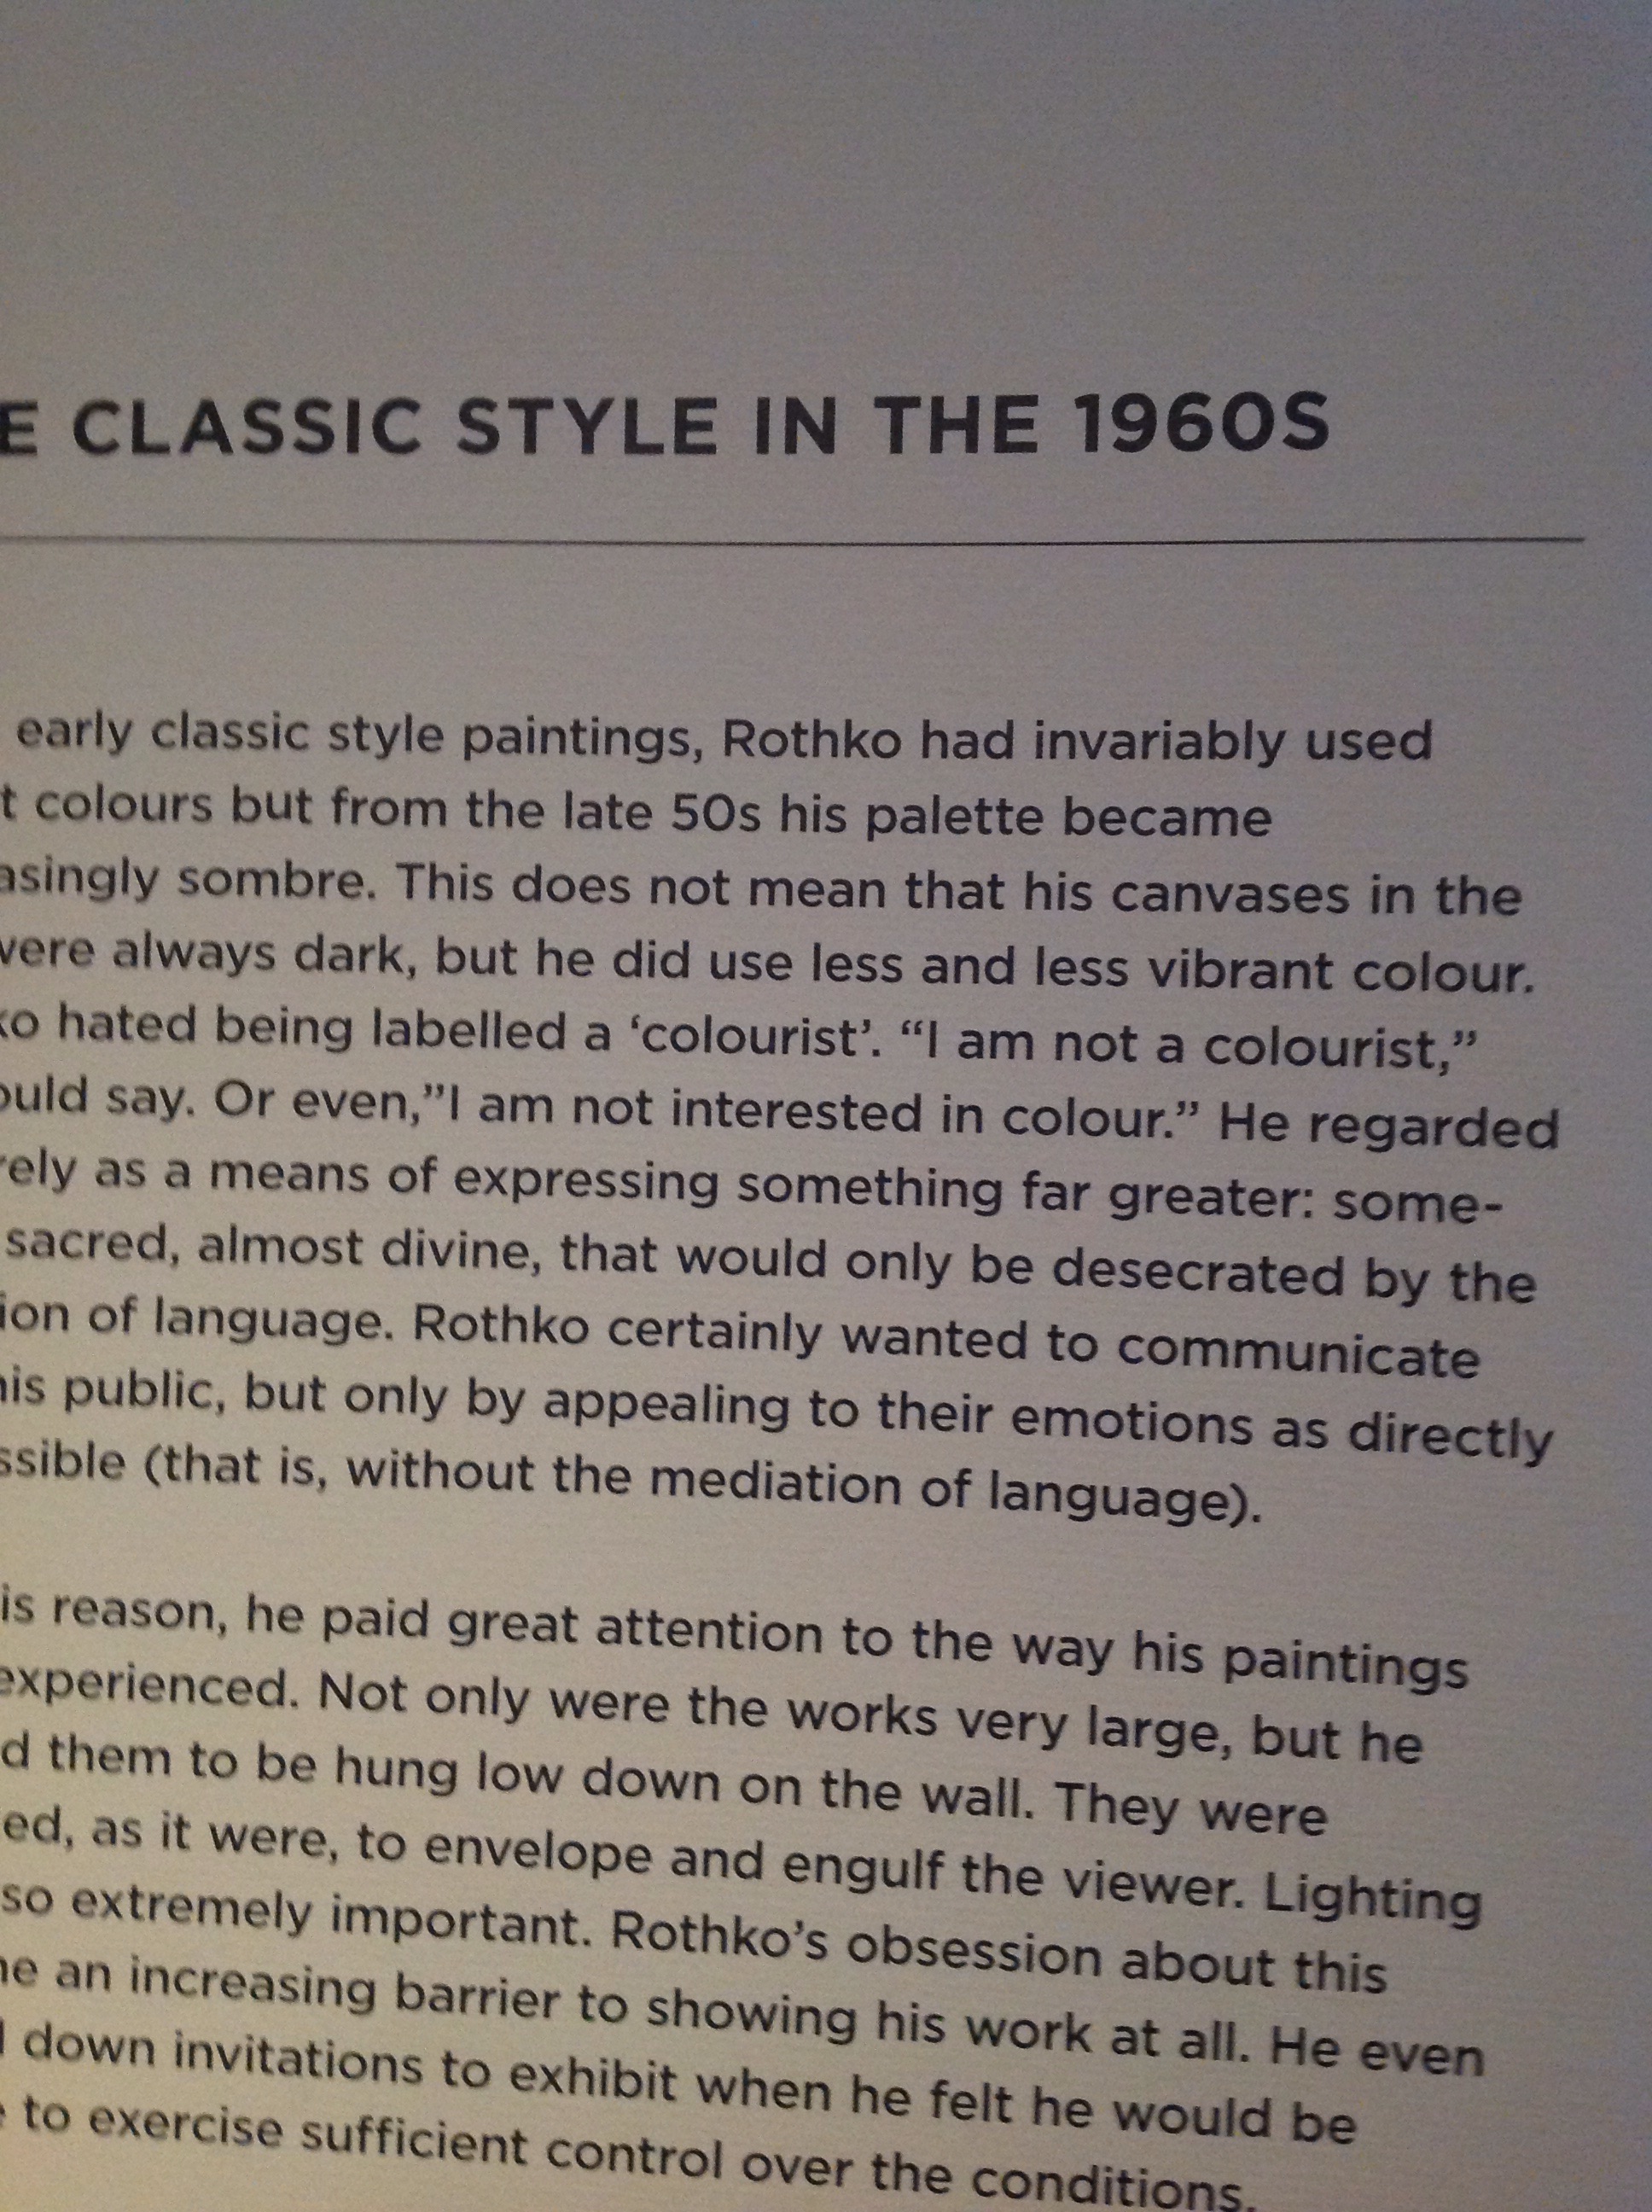 E CLASSIC STYLE IN THE 1960S
early classic style paintings, Rothko had invariably used
t colours but from the late 50s his palette became
asingly sombre. This does not mean that his canvases in the
were always dark, but he did use less and less vibrant colour.
ko hated being labelled a ‘colourist’. “I am not a colourist,”
ould say. Or even,”I am not interested in colour.” He regarded
rely as a means of expressing something far greater: some-
sacred, almost divine, that would only be desecrated by the
ion of language. Rothko certainly wanted to communicate
his public, but only by appealing to their emotions as directly
ssible (that is, without the mediation of language).
is reason, he paid great attention to the way his paintings
experienced. Not only were the works very large, but he
d them to be hung low down on the wall. They were
ed, as it were, to envelope and engulf the viewer. Lighting
so extremely important. Rothko’s obsession about this
me an increasing barrier to showing his work at all. He even
d down invitations to exhibit when he felt he would be
e to exercise sufficient control over the conditions.